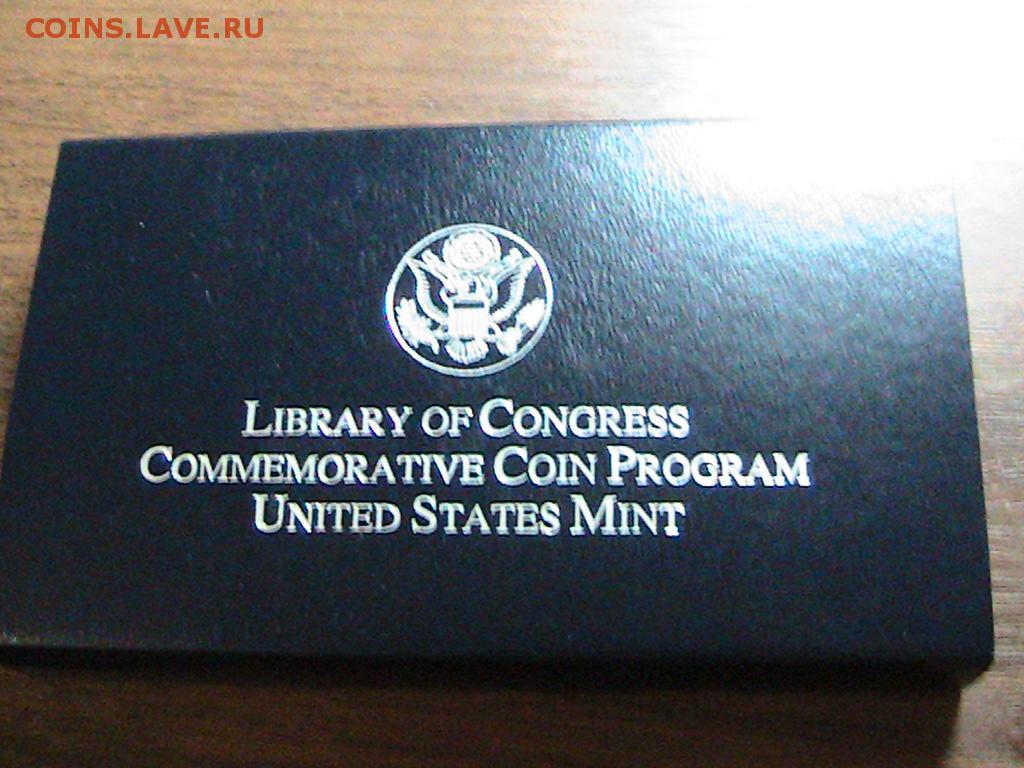 COINS.LAVE.RU
LIBRARY OF CONGRESS
COMMEMORATIVE COIN PROGRAM
UNITED STATES MINT